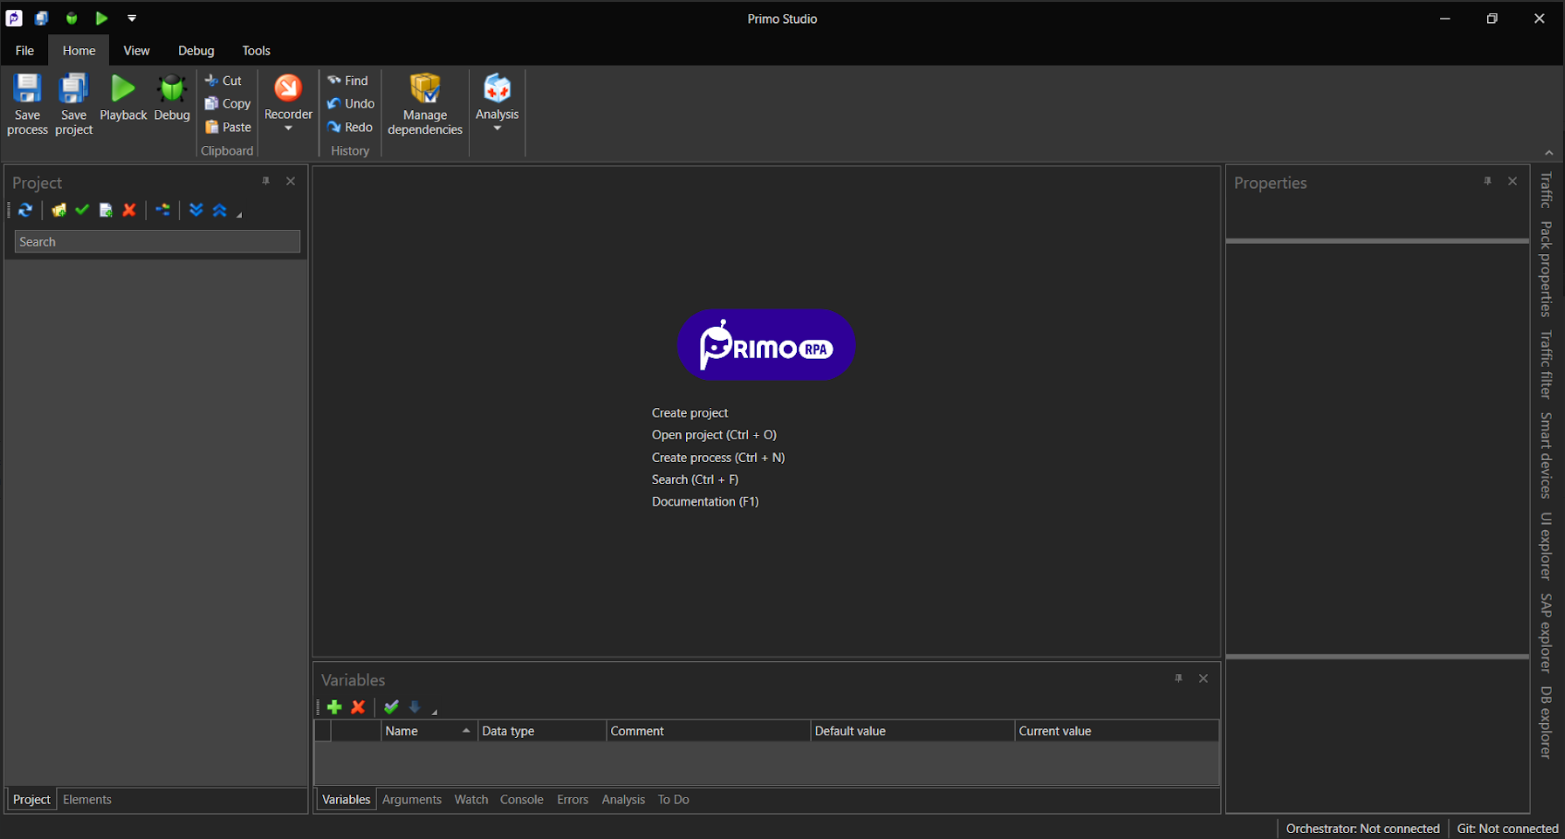 Primo Studio
File Home View Debug Tools
Save process
Save project
Playback
Debug
Cut
Copy
Paste
Clipboard
Recorder
Find
Undo
Redo
History
Manage dependencies
Analysis
Project
Search
Project Elements
PRIMO RPA
Create project
Open project (Ctrl + O)
Create process (Ctrl + N)
Search (Ctrl + F)
Documentation (F1)
Variables
Name Data type Comment Default value Current value
Variables Arguments Watch Console Errors Analysis To Do
Properties
Traffic
Pack properties
Traffic filter
Smart devices
UI explorer
SAP explorer
DB explorer
Orchestrator: Not connected Git: Not connected